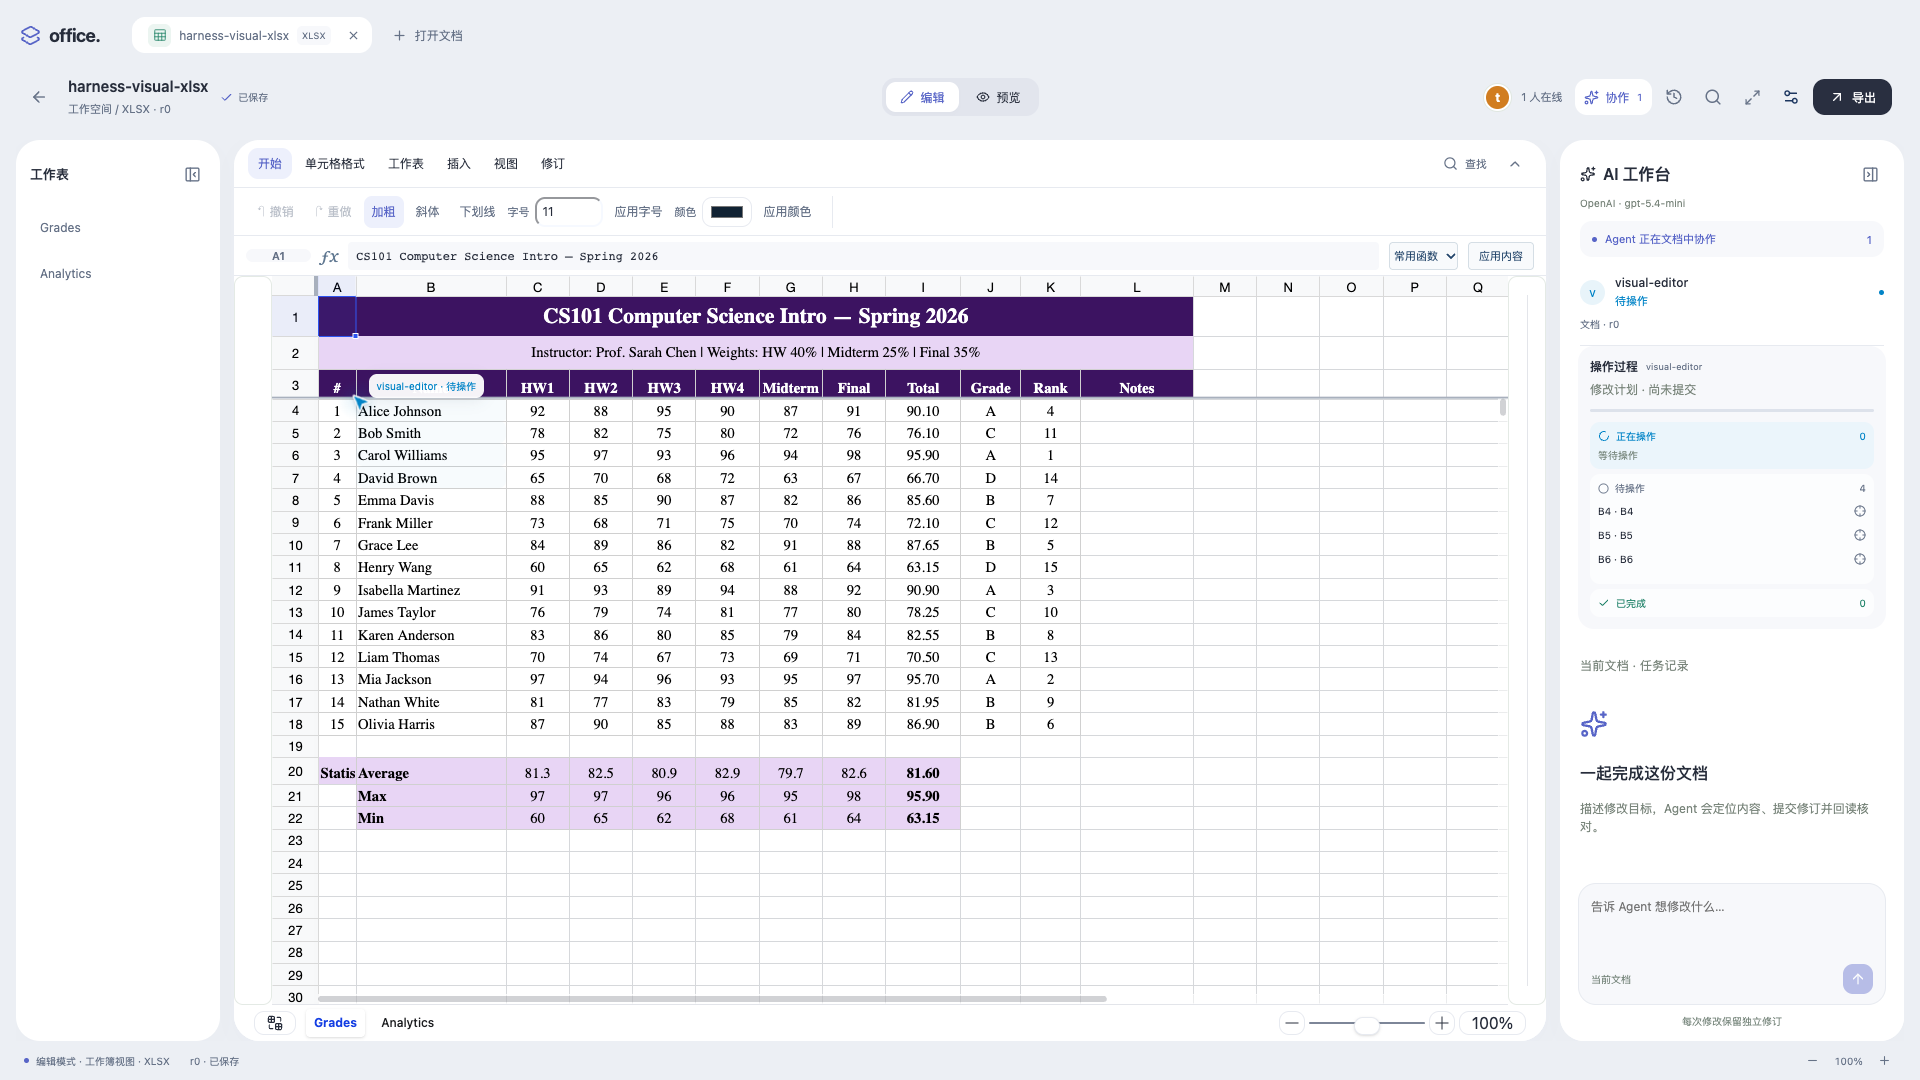 office.
harness-visual-xlsx XLSX
打开文档
harness-visual-xlsx
工作空间 / XLSX · r0
已保存
编辑
预览
t
1 人在线
协作 1
导出
工作表
Grades
Analytics
开始 单元格格式 工作表 插入 视图 修订
查找
撤销 重做 加粗 斜体 下划线 字号 11 应用字号 颜色 应用颜色
A1 fx CS101 Computer Science Intro — Spring 2026 常用函数 应用内容
A B C D E F G H I J K L M N O P Q
1 CS101 Computer Science Intro — Spring 2026
2 Instructor: Prof. Sarah Chen | Weights: HW 40% | Midterm 25% | Final 35%
3 # HW1 HW2 HW3 HW4 Midterm Final Total Grade Rank Notes
visual-editor · 待操作
4 1 Alice Johnson 92 88 95 90 87 91 90.10 A 4
5 2 Bob Smith 78 82 75 80 72 76 76.10 C 11
6 3 Carol Williams 95 97 93 96 94 98 95.90 A 1
7 4 David Brown 65 70 68 72 63 67 66.70 D 14
8 5 Emma Davis 88 85 90 87 82 86 85.60 B 7
9 6 Frank Miller 73 68 71 75 70 74 72.10 C 12
10 7 Grace Lee 84 89 86 82 91 88 87.65 B 5
11 8 Henry Wang 60 65 62 68 61 64 63.15 D 15
12 9 Isabella Martinez 91 93 89 94 88 92 90.90 A 3
13 10 James Taylor 76 79 74 81 77 80 78.25 C 10
14 11 Karen Anderson 83 86 80 85 79 84 82.55 B 8
15 12 Liam Thomas 70 74 67 73 69 71 70.50 C 13
16 13 Mia Jackson 97 94 96 93 95 97 95.70 A 2
17 14 Nathan White 81 77 83 79 85 82 81.95 B 9
18 15 Olivia Harris 87 90 85 88 83 89 86.90 B 6
19
20 Statis Average 81.3 82.5 80.9 82.9 79.7 82.6 81.60
21 Max 97 97 96 96 95 98 95.90
22 Min 60 65 62 68 61 64 63.15
23
24
25
26
27
28
29
30
Grades Analytics
100%
AI 工作台
OpenAI · gpt-5.4-mini
Agent 正在文档中协作 1
v
visual-editor
待操作
文档 · r0
操作过程 visual-editor
修改计划 · 尚未提交
正在操作 0
等待操作
待操作 4
B4 · B4
B5 · B5
B6 · B6
已完成 0
当前文档 · 任务记录
一起完成这份文档
描述修改目标，Agent 会定位内容、提交修订并回读核
对。
告诉 Agent 想修改什么...
当前文档
每次修改保留独立修订
编辑模式 · 工作簿视图 · XLSX r0 · 已保存
100%